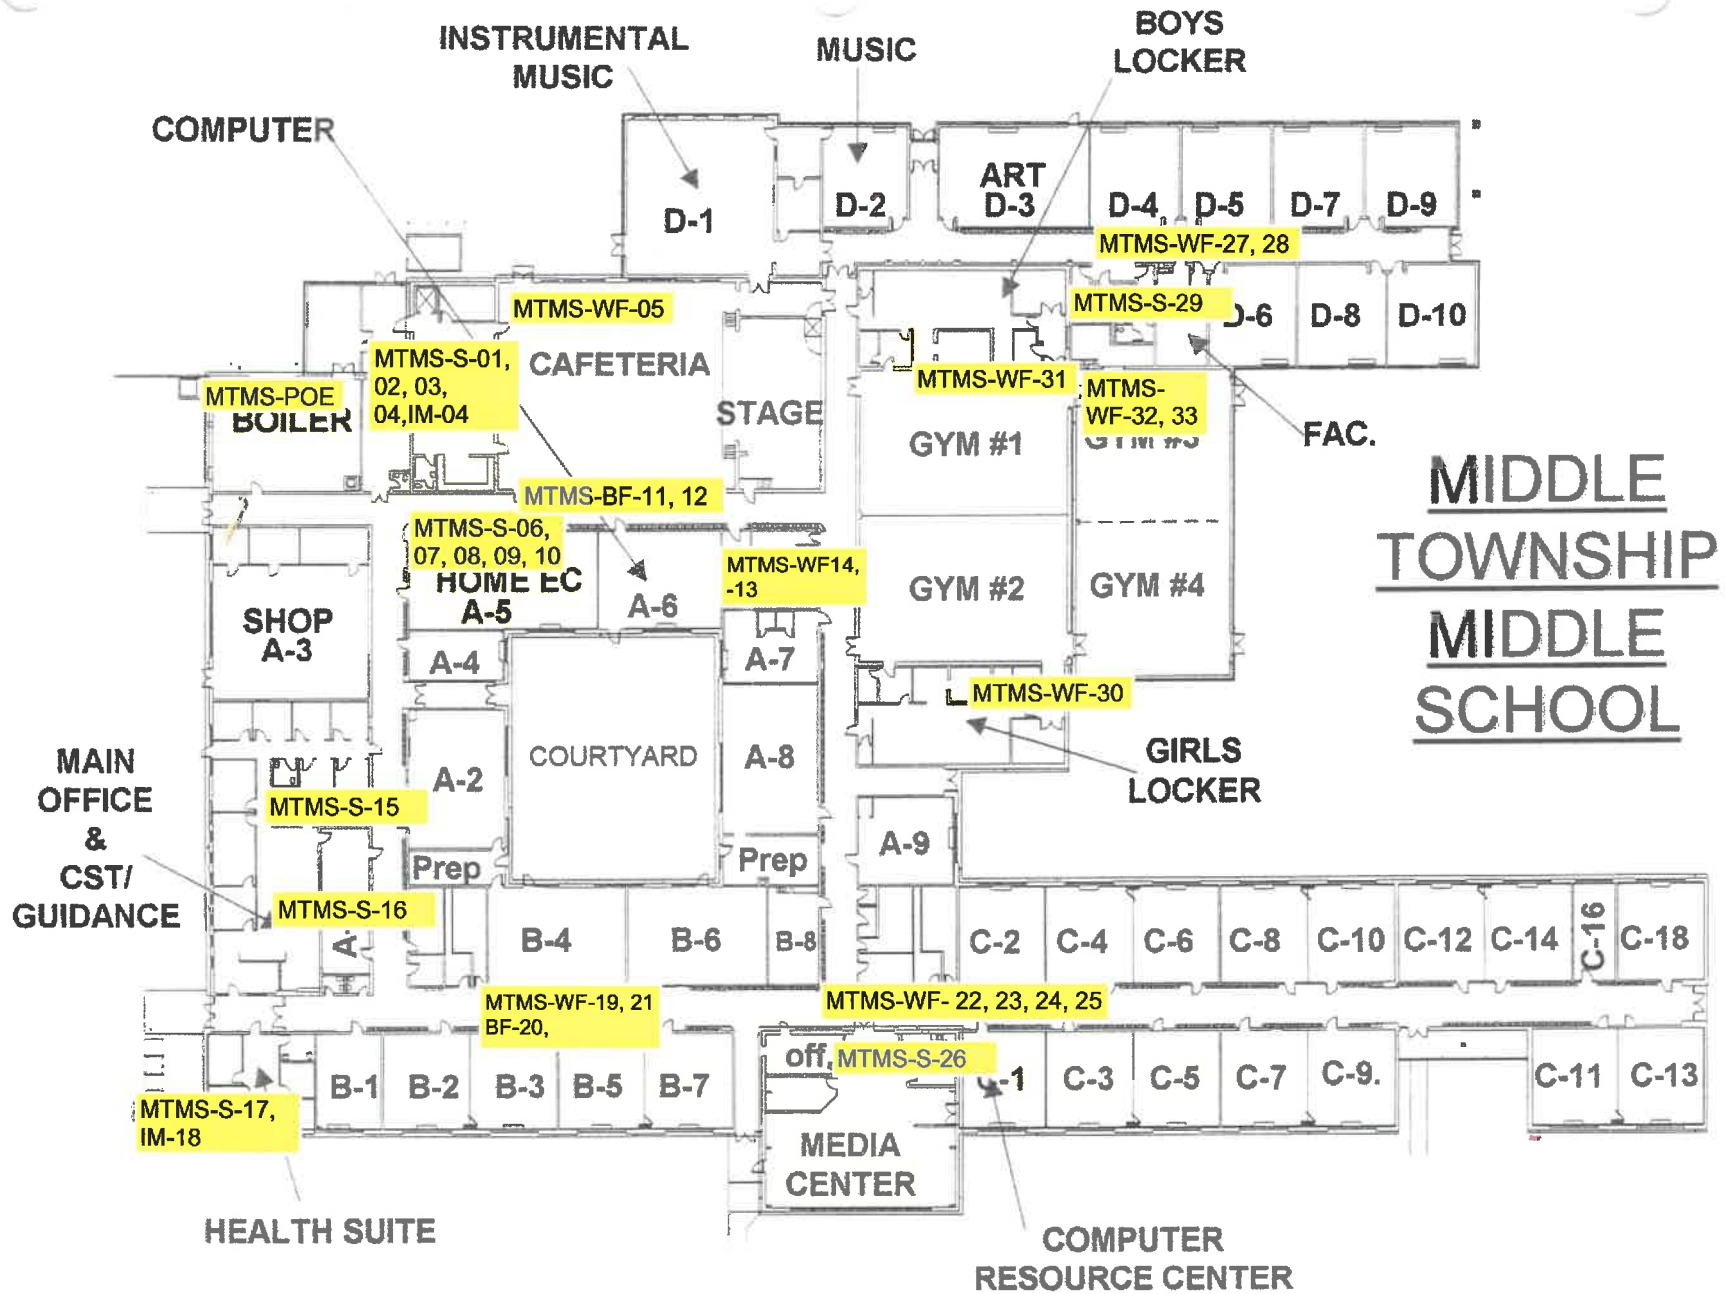 INSTRUMENTAL
MUSIC
MUSIC
BOYS
LOCKER
COMPUTER
D-1
D-2
ART
D-3
D-4
D-5
D-7
D-9
MTMS-WF-27, 28
MTMS-WF-05
MTMS-S-29
D-6
D-8
D-10
MTMS-S-01,
02, 03,
04,IM-04
CAFETERIA
STAGE
MTMS-POE
BOILER
MTMS-WF-31
MTMS-
WF-32, 33
GYM #1
GYM #3
FAC.
MIDDLE
TOWNSHIP
MIDDLE
SCHOOL
MTMS-BF-11, 12
MTMS-S-06,
07, 08, 09, 10
HOME EC
A-5
A-6
MTMS-WF14,
-13
GYM #2
GYM #4
SHOP
A-3
A-4
A-7
MTMS-WF-30
GIRLS
LOCKER
MAIN
OFFICE
&
CST/
GUIDANCE
A-2
COURTYARD
A-8
MTMS-S-15
A-9
Prep
Prep
MTMS-S-16
A-
B-4
B-6
B-8
C-2
C-4
C-6
C-8
C-10
C-12
C-14
C-16
C-18
MTMS-WF-19, 21
BF-20,
MTMS-WF- 22, 23, 24, 25
off.
MTMS-S-26
B-1
B-2
B-3
B-5
B-7
-1
C-3
C-5
C-7
C-9.
C-11
C-13
MTMS-S-17,
IM-18
MEDIA
CENTER
HEALTH SUITE
COMPUTER
RESOURCE CENTER